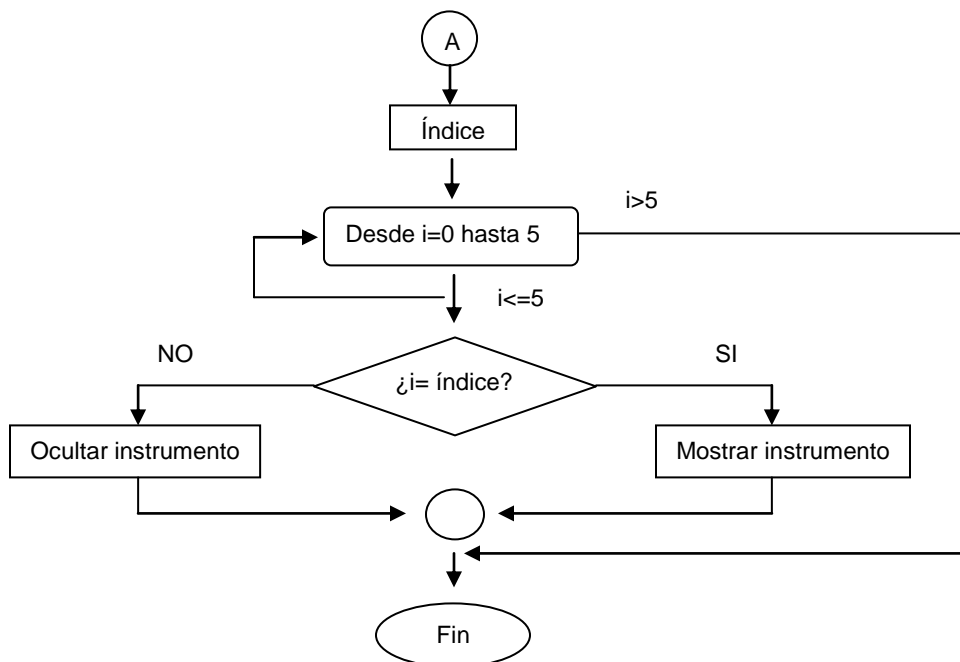 A
Índice
i>5
Desde i=0 hasta 5
i<=5
NO
SI
¿i= índice?
Ocultar instrumento
Mostrar instrumento
Fin